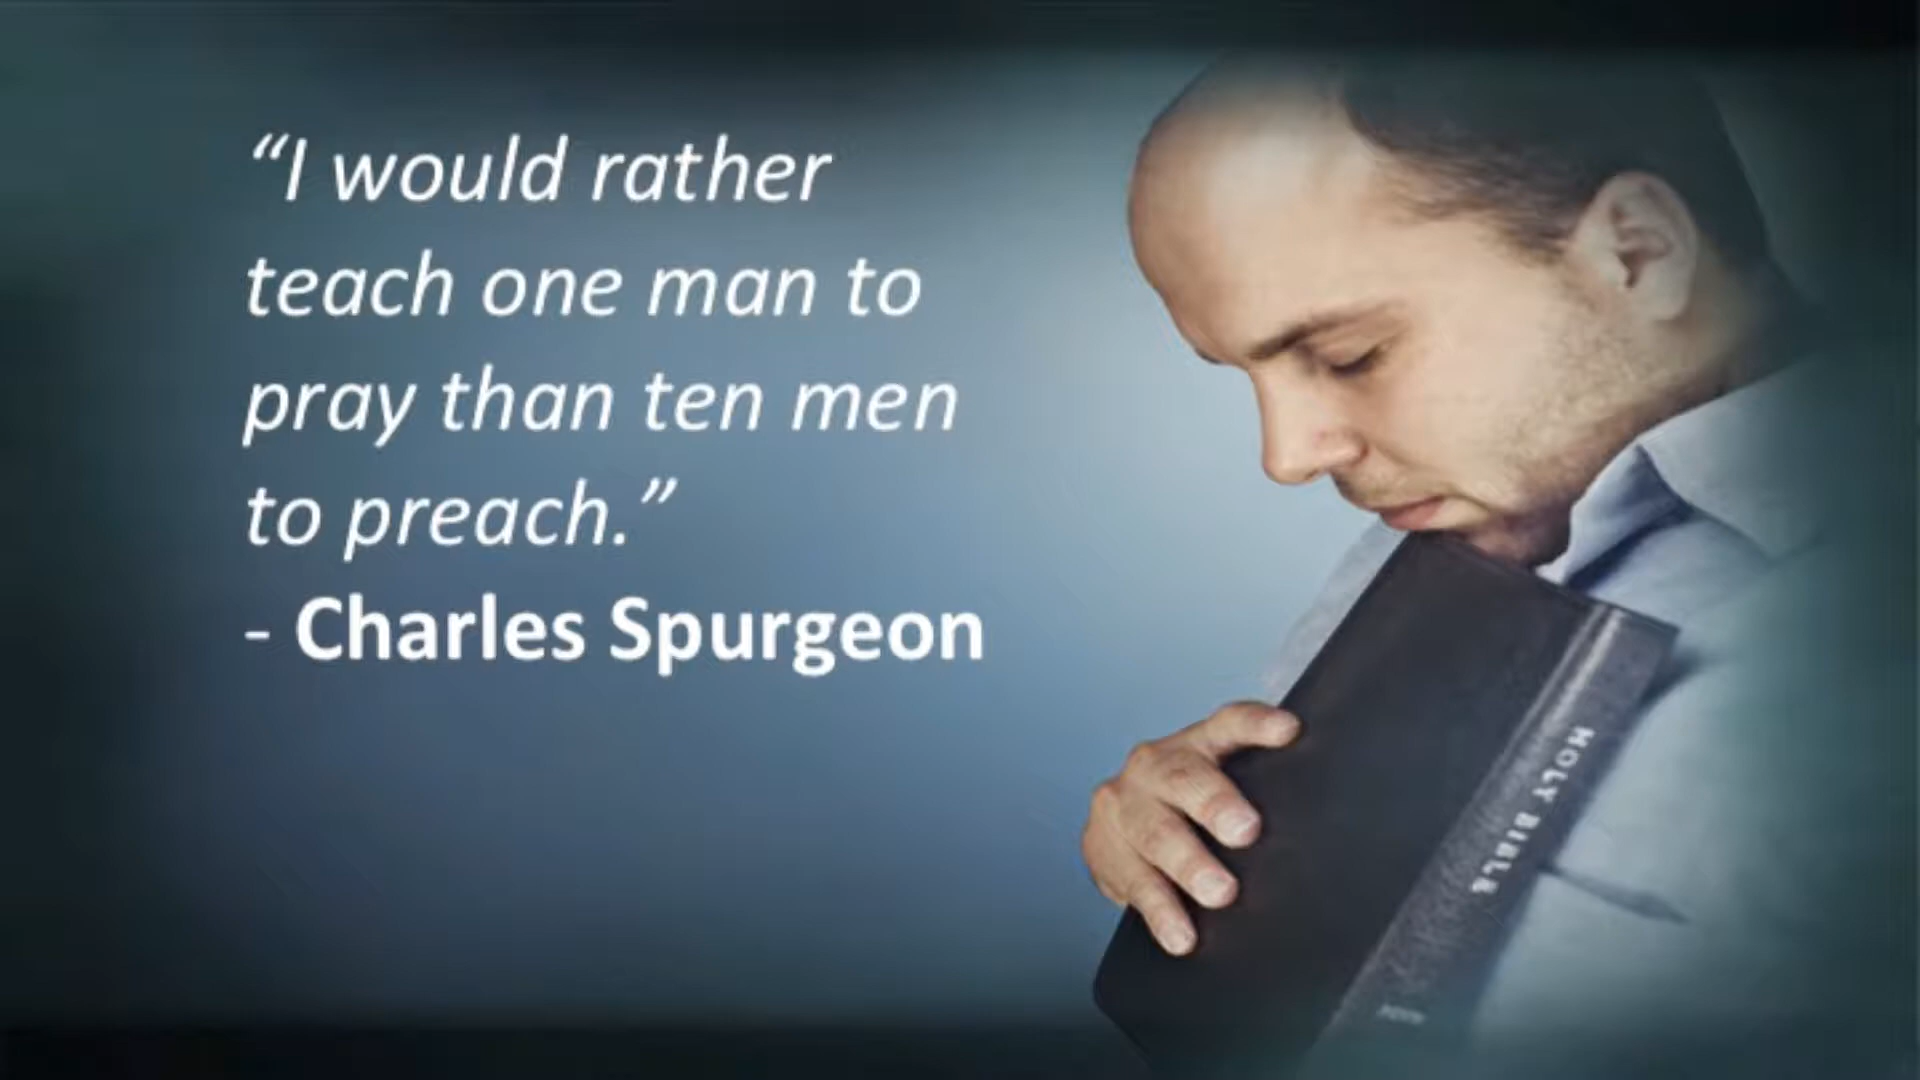 “I would rather
teach one man to
pray than ten men
to preach.”
- Charles Spurgeon
HOLY BIBLE